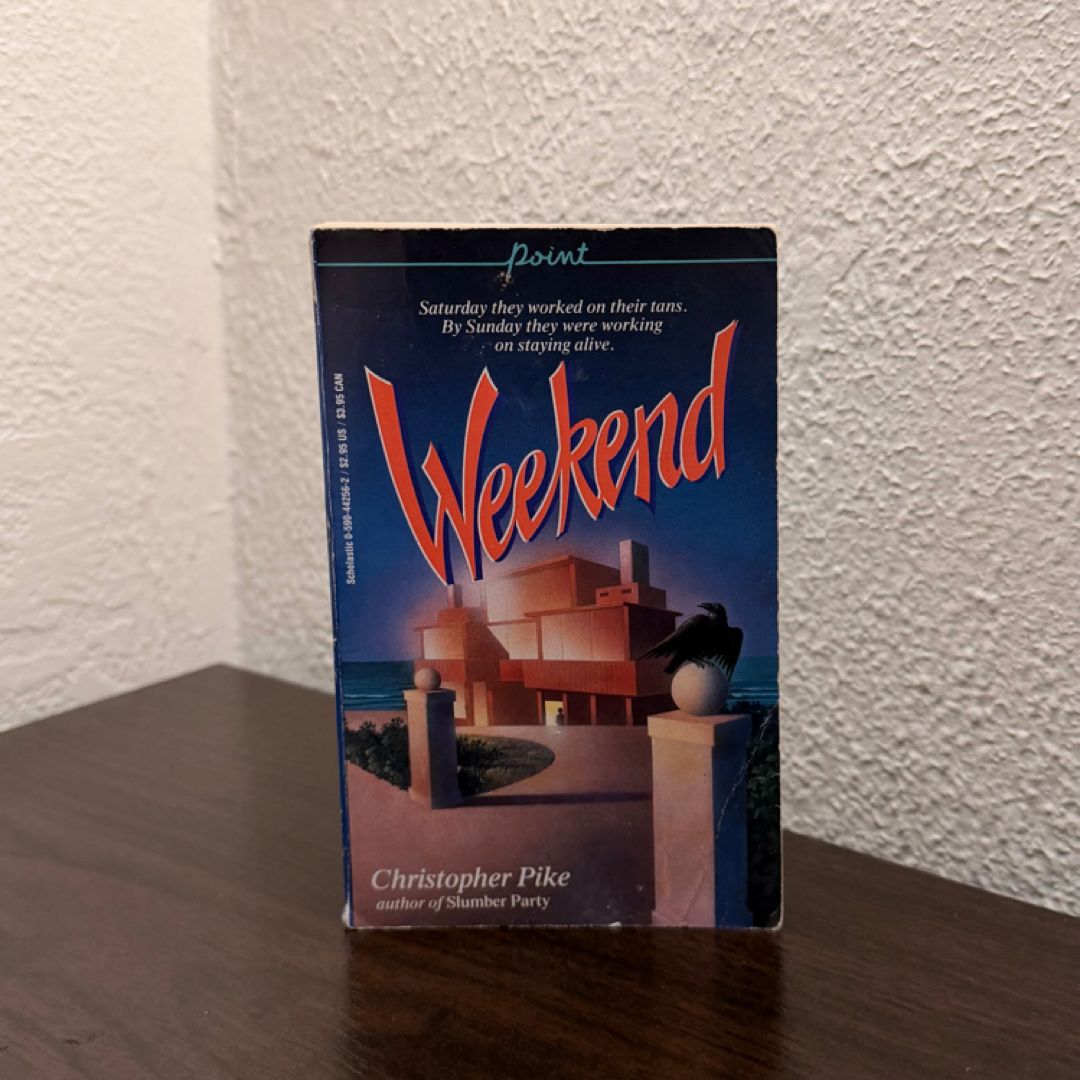 point
Saturday they worked on their tans.
By Sunday they were working
on staying alive.
Weekend
Scholastic 0-590-44256-2 / $2.95 US / $3.95 CAN
Christopher Pike
author of Slumber Party